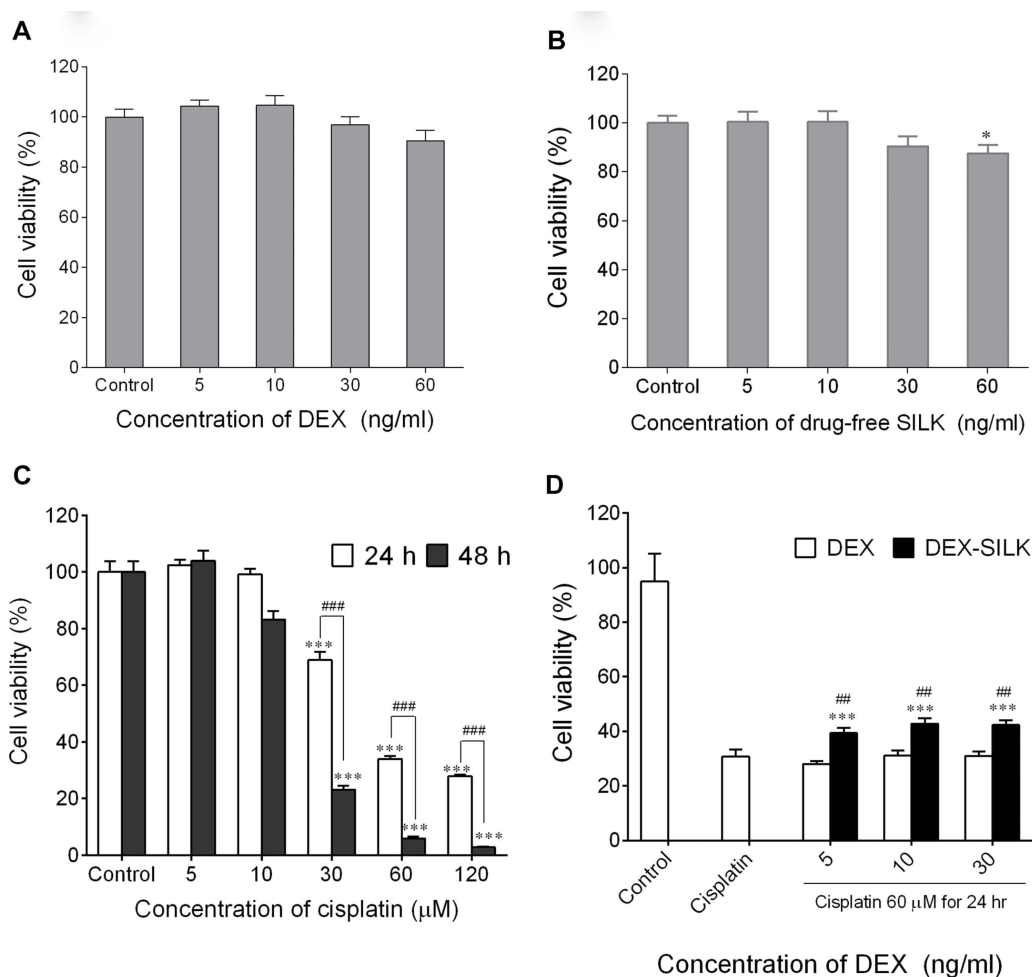 A
120
100
80
60
40
20
0
Cell viability (%)
Control 5 10 30 60
Concentration of DEX (ng/ml)
B
120
100
80
60
40
20
0
Cell viability (%)
*
Control 5 10 30 60
Concentration of drug-free SILK (ng/ml)
C
120
100
80
60
40
20
0
Cell viability (%)
24 h 48 h
###
***
***
###
***
***
###
***
***
Control 5 10 30 60 120
Concentration of cisplatin (μM)
D
120
100
80
60
40
20
0
Cell viability (%)
DEX DEX-SILK
## ## ##
*** *** ***
Control Cisplatin 5 10 30
Cisplatin 60 μM for 24 hr
Concentration of DEX (ng/ml)